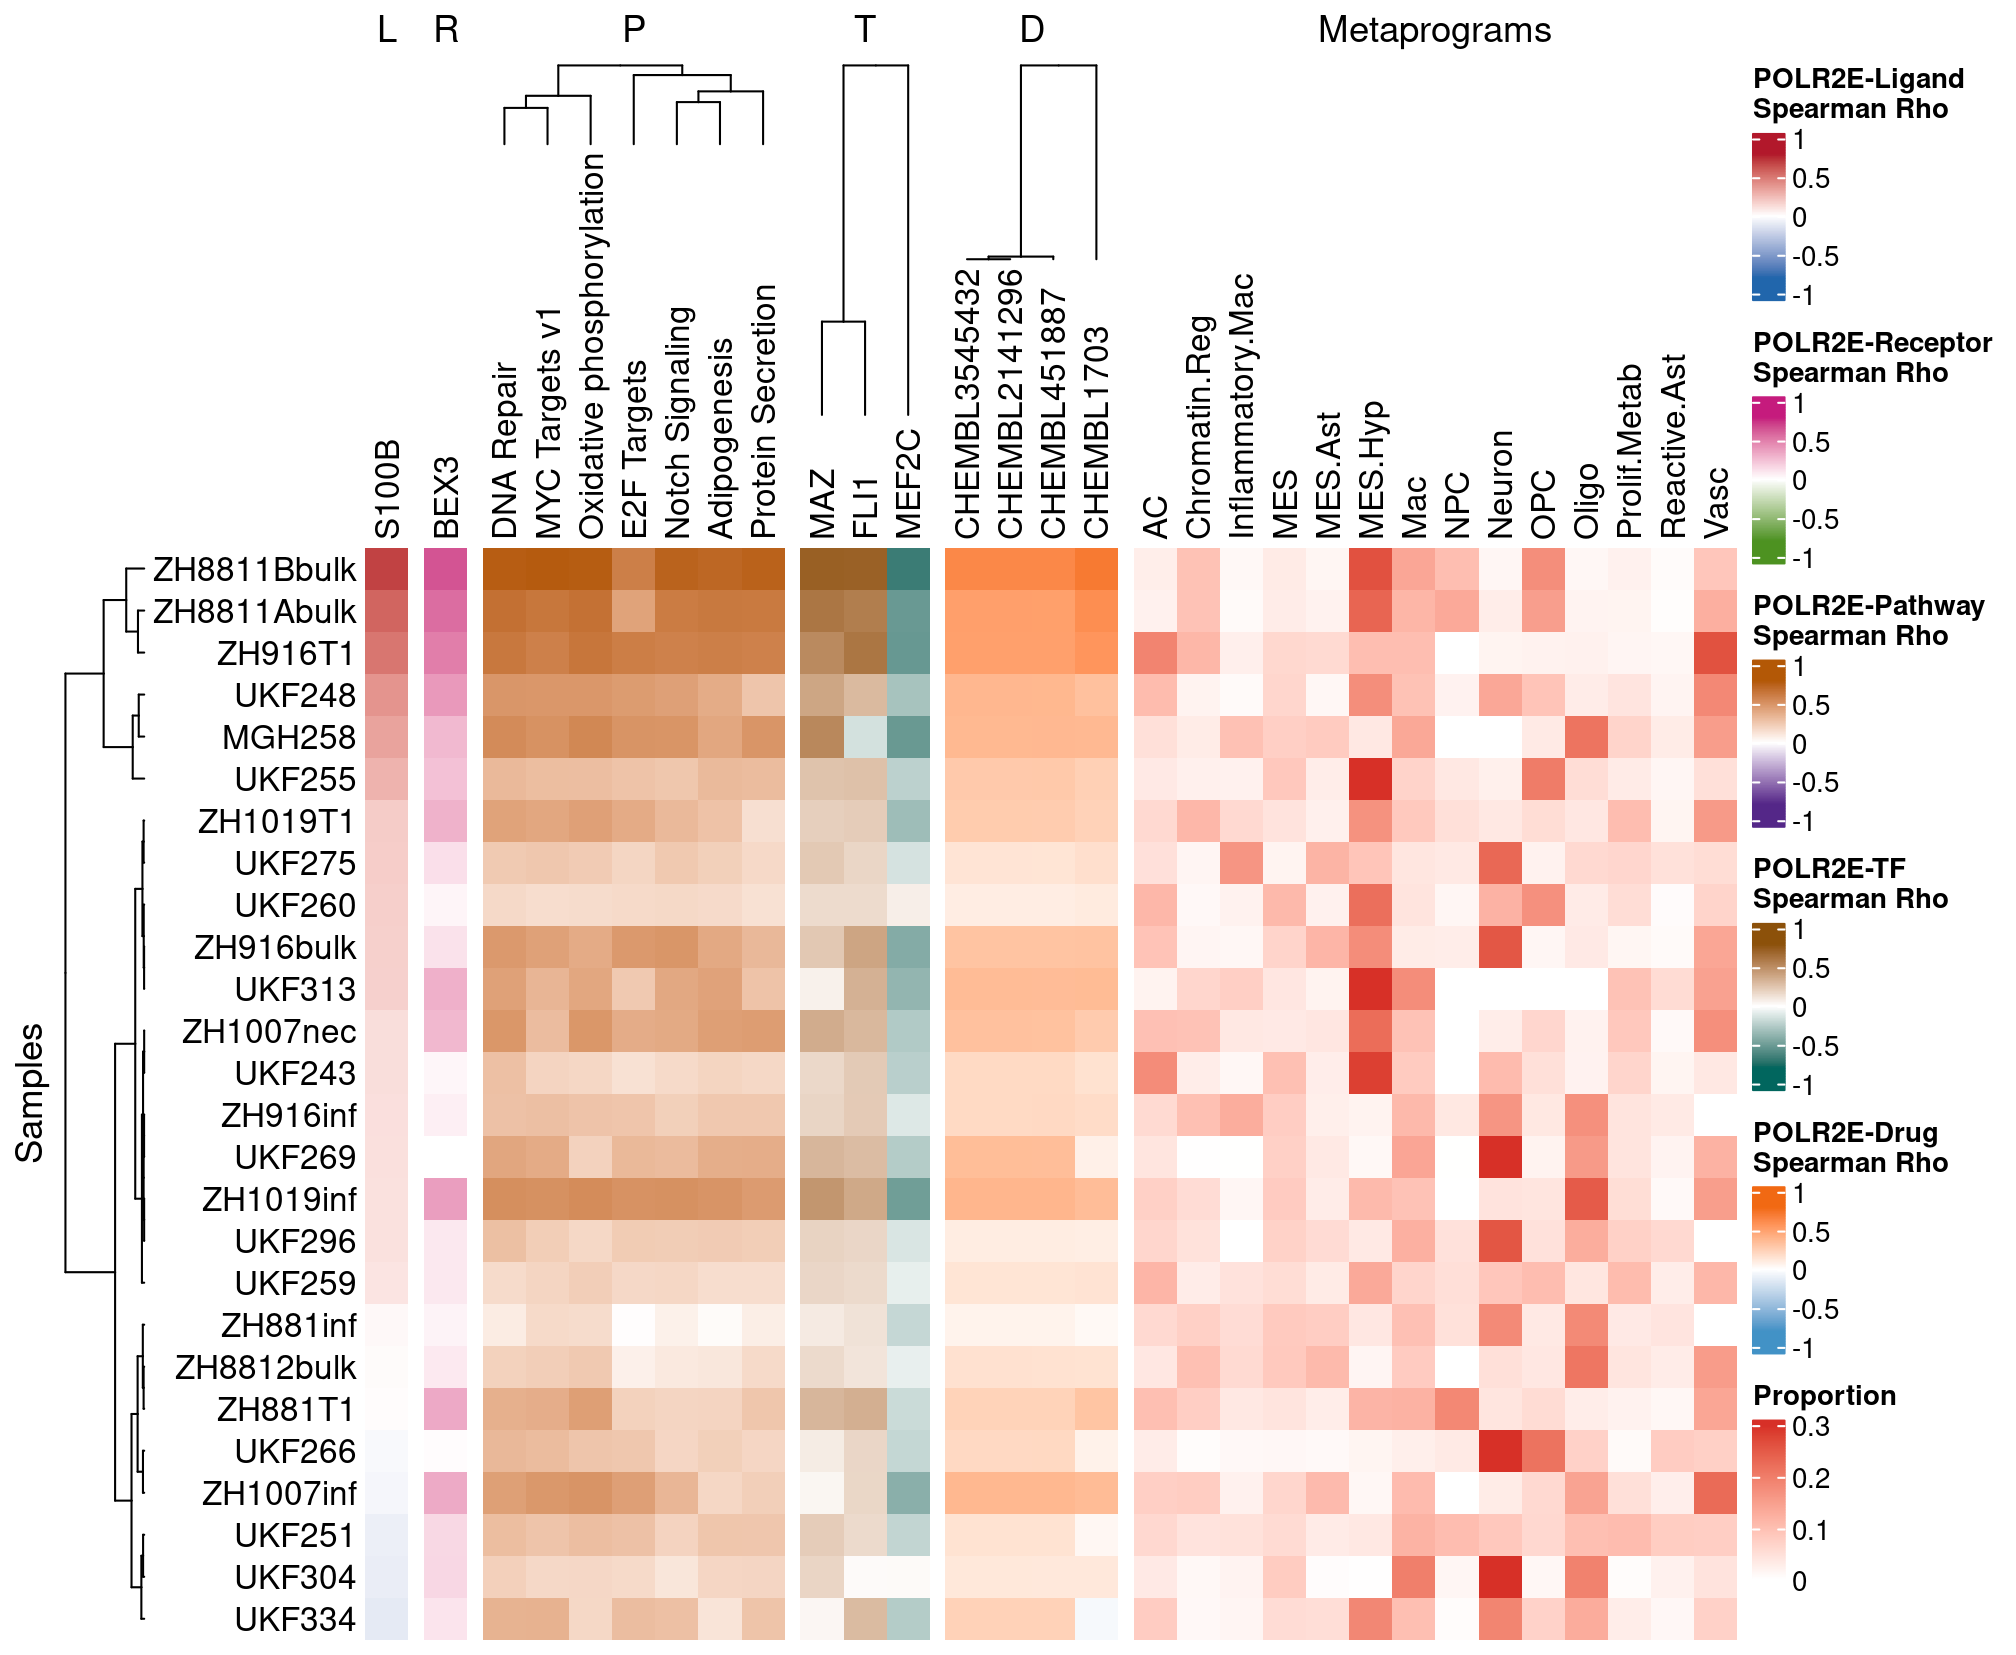 L R P T D Metaprograms
S100B
BEX3
DNA Repair
MYC Targets v1
Oxidative phosphorylation
E2F Targets
Notch Signaling
Adipogenesis
Protein Secretion
MAZ
FLI1
MEF2C
CHEMBL3545432
CHEMBL2141296
CHEMBL451887
CHEMBL1703
AC
Chromatin.Reg
Inflammatory.Mac
MES
MES.Ast
MES.Hyp
Mac
NPC
Neuron
OPC
Oligo
Prolif.Metab
Reactive.Ast
Vasc
Samples
ZH8811Bbulk
ZH8811Abulk
ZH916T1
UKF248
MGH258
UKF255
ZH1019T1
UKF275
UKF260
ZH916bulk
UKF313
ZH1007nec
UKF243
ZH916inf
UKF269
ZH1019inf
UKF296
UKF259
ZH881inf
ZH8812bulk
ZH881T1
UKF266
ZH1007inf
UKF251
UKF304
UKF334
POLR2E-Ligand
Spearman Rho
1
0.5
0
-0.5
-1
POLR2E-Receptor
Spearman Rho
1
0.5
0
-0.5
-1
POLR2E-Pathway
Spearman Rho
1
0.5
0
-0.5
-1
POLR2E-TF
Spearman Rho
1
0.5
0
-0.5
-1
POLR2E-Drug
Spearman Rho
1
0.5
0
-0.5
-1
Proportion
0.3
0.2
0.1
0